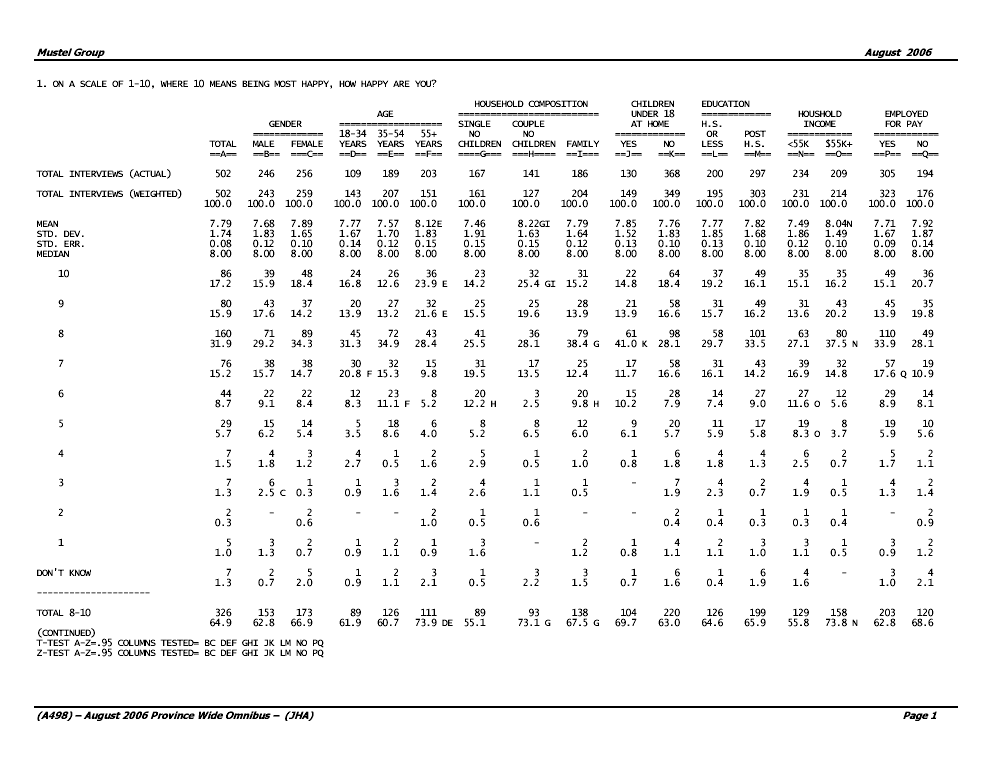 Mustel Group August 2006
1. ON A SCALE OF 1-10, WHERE 10 MEANS BEING MOST HAPPY, HOW HAPPY ARE YOU?
HOUSEHOLD COMPOSITION CHILDREN EDUCATION
AGE ========================== UNDER 18 ============= HOUSHOLD EMPLOYED
GENDER =================== SINGLE COUPLE AT HOME H.S. INCOME FOR PAY
============= 18-34 35-54 55+ NO NO ============= OR POST ============ ============
TOTAL MALE FEMALE YEARS YEARS YEARS CHILDREN CHILDREN FAMILY YES NO LESS H.S. <55K $55K+ YES NO
==A== ==B== ===C== ==D== ==E== ==F== ====G=== ===H==== ==I=== ==J== ==K== ==L== ==M== ==N== ==O== ==P== ==Q==
TOTAL INTERVIEWS (ACTUAL) 502 246 256 109 189 203 167 141 186 130 368 200 297 234 209 305 194
TOTAL INTERVIEWS (WEIGHTED) 502 243 259 143 207 151 161 127 204 149 349 195 303 231 214 323 176
100.0 100.0 100.0 100.0 100.0 100.0 100.0 100.0 100.0 100.0 100.0 100.0 100.0 100.0 100.0 100.0 100.0
MEAN 7.79 7.68 7.89 7.77 7.57 8.12E 7.46 8.22GI 7.79 7.85 7.76 7.77 7.82 7.49 8.04N 7.71 7.92
STD. DEV. 1.74 1.83 1.65 1.67 1.70 1.83 1.91 1.63 1.64 1.52 1.83 1.85 1.68 1.86 1.49 1.67 1.87
STD. ERR. 0.08 0.12 0.10 0.14 0.12 0.15 0.15 0.15 0.12 0.13 0.10 0.13 0.10 0.12 0.10 0.09 0.14
MEDIAN 8.00 8.00 8.00 8.00 8.00 8.00 8.00 8.00 8.00 8.00 8.00 8.00 8.00 8.00 8.00 8.00 8.00
10 86 39 48 24 26 36 23 32 31 22 64 37 49 35 35 49 36
17.2 15.9 18.4 16.8 12.6 23.9 E 14.2 25.4 GI 15.2 14.8 18.4 19.2 16.1 15.1 16.2 15.1 20.7
9 80 43 37 20 27 32 25 25 28 21 58 31 49 31 43 45 35
15.9 17.6 14.2 13.9 13.2 21.6 E 15.5 19.6 13.9 13.9 16.6 15.7 16.2 13.6 20.2 13.9 19.8
8 160 71 89 45 72 43 41 36 79 61 98 58 101 63 80 110 49
31.9 29.2 34.3 31.3 34.9 28.4 25.5 28.1 38.4 G 41.0 K 28.1 29.7 33.5 27.1 37.5 N 33.9 28.1
7 76 38 38 30 32 15 31 17 25 17 58 31 43 39 32 57 19
15.2 15.7 14.7 20.8 F 15.3 9.8 19.5 13.5 12.4 11.7 16.6 16.1 14.2 16.9 14.8 17.6 Q 10.9
6 44 22 22 12 23 8 20 3 20 15 28 14 27 27 12 29 14
8.7 9.1 8.4 8.3 11.1 F 5.2 12.2 H 2.5 9.8 H 10.2 7.9 7.4 9.0 11.6 O 5.6 8.9 8.1
5 29 15 14 5 18 6 8 8 12 9 20 11 17 19 8 19 10
5.7 6.2 5.4 3.5 8.6 4.0 5.2 6.5 6.0 6.1 5.7 5.9 5.8 8.3 O 3.7 5.9 5.6
4 7 4 3 4 1 2 5 1 2 1 6 4 4 6 2 5 2
1.5 1.8 1.2 2.7 0.5 1.6 2.9 0.5 1.0 0.8 1.8 1.8 1.3 2.5 0.7 1.7 1.1
3 7 6 1 1 3 2 4 1 1 - 7 4 2 4 1 4 2
1.3 2.5 C 0.3 0.9 1.6 1.4 2.6 1.1 0.5 1.9 2.3 0.7 1.9 0.5 1.3 1.4
2 2 - 2 - - 2 1 1 - - 2 1 1 1 1 - 2
0.3 0.6 1.0 0.5 0.6 0.4 0.4 0.3 0.3 0.4 0.9
1 5 3 2 1 2 1 3 - 2 1 4 2 3 3 1 3 2
1.0 1.3 0.7 0.9 1.1 0.9 1.6 1.2 0.8 1.1 1.1 1.0 1.1 0.5 0.9 1.2
DON'T KNOW 7 2 5 1 2 3 1 3 3 1 6 1 6 4 - 3 4
1.3 0.7 2.0 0.9 1.1 2.1 0.5 2.2 1.5 0.7 1.6 0.4 1.9 1.6 1.0 2.1
---------------------
TOTAL 8-10 326 153 173 89 126 111 89 93 138 104 220 126 199 129 158 203 120
64.9 62.8 66.9 61.9 60.7 73.9 DE 55.1 73.1 G 67.5 G 69.7 63.0 64.6 65.9 55.8 73.8 N 62.8 68.6
(CONTINUED)
T-TEST A-Z=.95 COLUMNS TESTED= BC DEF GHI JK LM NO PQ
Z-TEST A-Z=.95 COLUMNS TESTED= BC DEF GHI JK LM NO PQ
(A498) – August 2006 Province Wide Omnibus – (JHA) Page 1